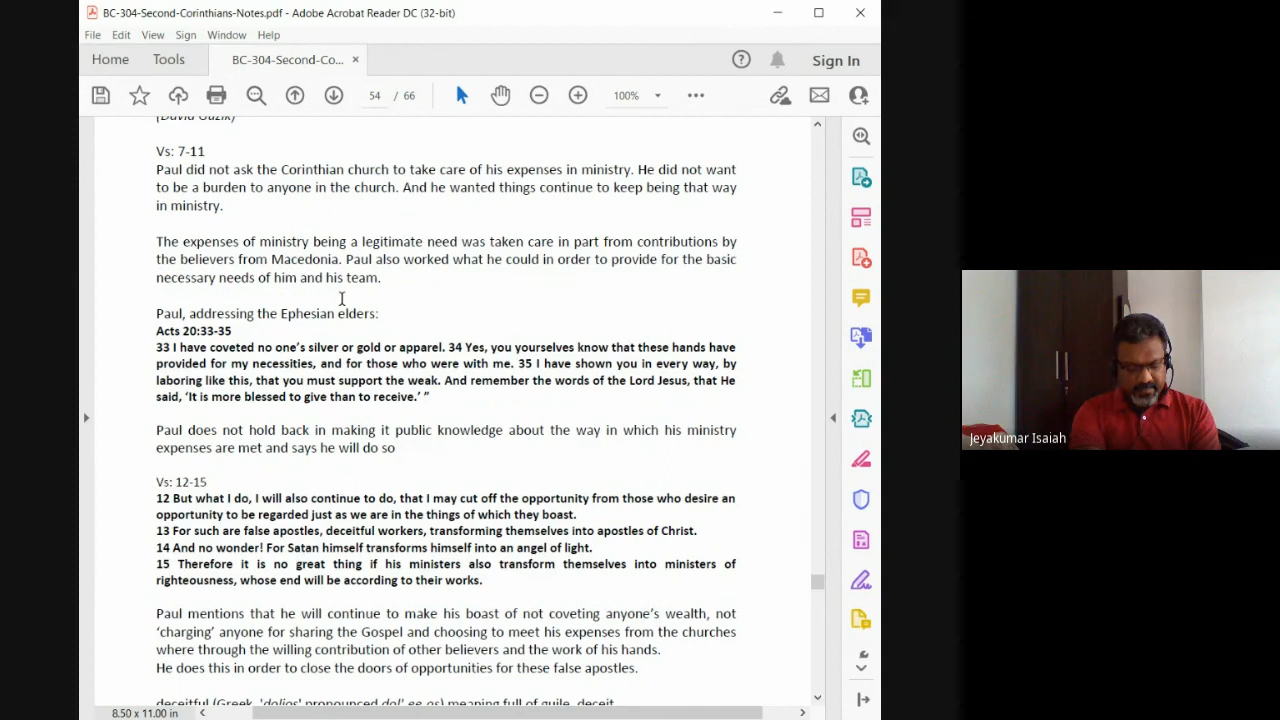 BC-304-Second-Corinthians-Notes.pdf - Adobe Acrobat Reader DC (32-bit)
File Edit View Sign Window Help
Home Tools BC-304-Second-Co... × Sign In
54 / 66 100%
(David Guzik)
Vs: 7-11
Paul did not ask the Corinthian church to take care of his expenses in ministry. He did not want
to be a burden to anyone in the church. And he wanted things continue to keep being that way
in ministry.
The expenses of ministry being a legitimate need was taken care in part from contributions by
the believers from Macedonia. Paul also worked what he could in order to provide for the basic
necessary needs of him and his team.
Paul, addressing the Ephesian elders:
Acts 20:33-35
33 I have coveted no one's silver or gold or apparel. 34 Yes, you yourselves know that these hands have
provided for my necessities, and for those who were with me. 35 I have shown you in every way, by
laboring like this, that you must support the weak. And remember the words of the Lord Jesus, that He
said, 'It is more blessed to give than to receive.' "
Paul does not hold back in making it public knowledge about the way in which his ministry
expenses are met and says he will do so
Vs: 12-15
12 But what I do, I will also continue to do, that I may cut off the opportunity from those who desire an
opportunity to be regarded just as we are in the things of which they boast.
13 For such are false apostles, deceitful workers, transforming themselves into apostles of Christ.
14 And no wonder! For Satan himself transforms himself into an angel of light.
15 Therefore it is no great thing if his ministers also transform themselves into ministers of
righteousness, whose end will be according to their works.
Paul mentions that he will continue to make his boast of not coveting anyone's wealth, not
'charging' anyone for sharing the Gospel and choosing to meet his expenses from the churches
where through the willing contribution of other believers and the work of his hands.
He does this in order to close the doors of opportunities for these false apostles.
deceitful (Greek 'dolios' pronounced dol'-ee-os) meaning full of guile, deceit
8.50 x 11.00 in
Jeyakumar Isaiah